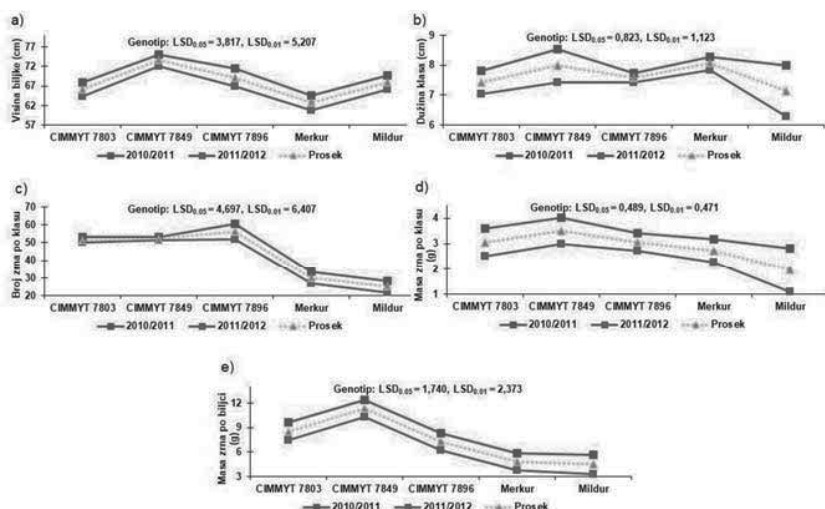 a)
Genotip: LSD0.05 = 3,817, LSD0.01 = 5,207
Visina biljke (cm)
77
72
67
62
57
CIMMYT 7803 CIMMYT 7849 CIMMYT 7896 Merkur Mildur
2010/2011 2011/2012 Prosek
b)
Genotip: LSD0.05 = 0,823, LSD0.01 = 1,123
Dužina klasa (cm)
9
8
7
6
CIMMYT 7803 CIMMYT 7849 CIMMYT 7896 Merkur Mildur
2010/2011 2011/2012 Prosek
c)
Genotip: LSD0.05 = 4,697, LSD0.01 = 6,407
Broj zrna po klasu
70
60
50
40
30
20
CIMMYT 7803 CIMMYT 7849 CIMMYT 7896 Merkur Mildur
2010/2011 2011/2012 Prosek
d)
Genotip: LSD0.05 = 0,489, LSD0.01 = 0,471
Masa zrna po klasu
(g)
4
3
2
1
CIMMYT 7803 CIMMYT 7849 CIMMYT 7896 Merkur Mildur
2010/2011 2011/2012 Prosek
e)
Genotip: LSD0.05 = 1,740, LSD0.01 = 2,373
Masa zrna po biljci
(g)
12
9
6
3
CIMMYT 7803 CIMMYT 7849 CIMMYT 7896 Merkur Mildur
2010/2011 2011/2012 Prosek